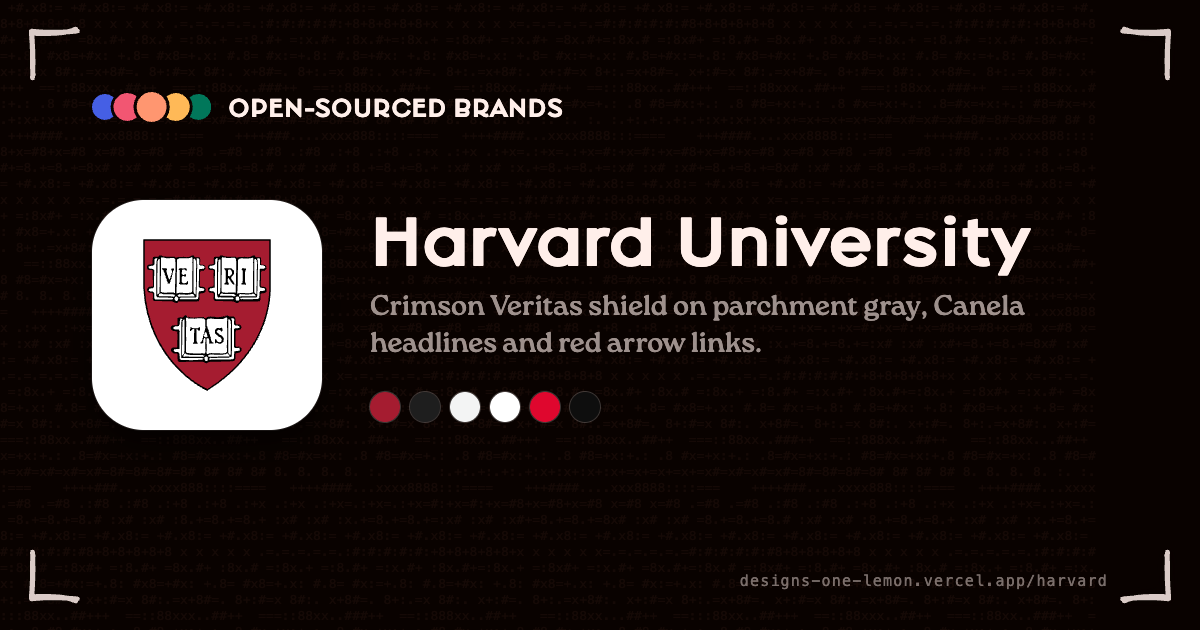 OPEN-SOURCED BRANDS
VE RI
TAS
Harvard University
Crimson Veritas shield on parchment gray, Canela
headlines and red arrow links.
designs-one-lemon.vercel.app/harvard